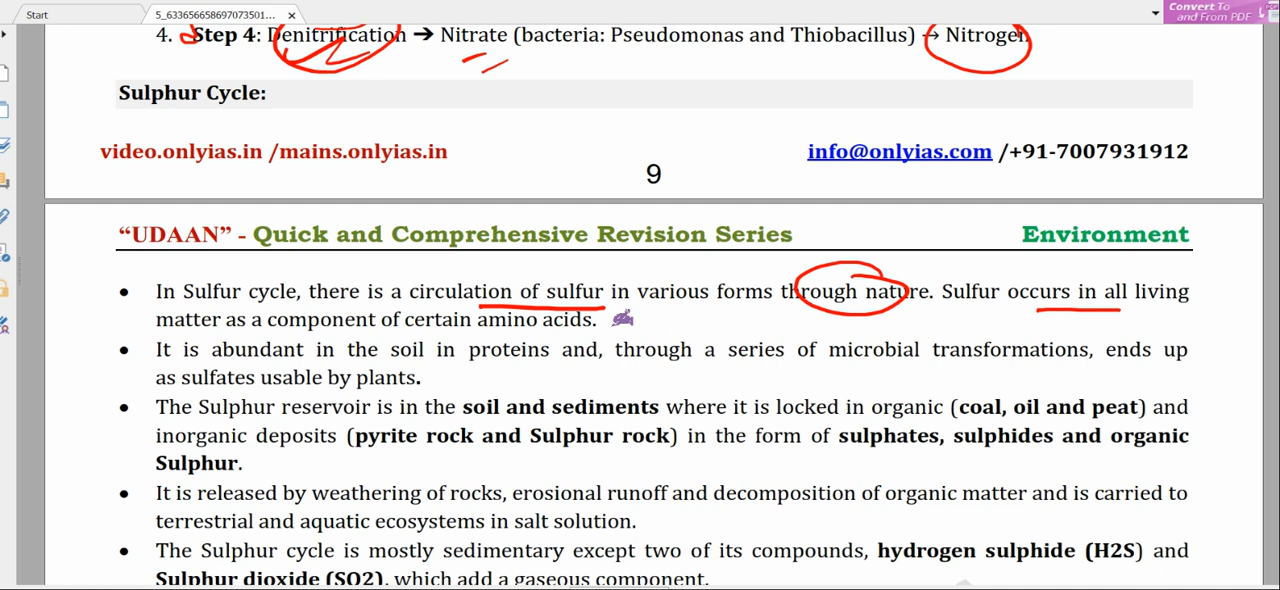 Start
5_633656658697073501...
Convert To
and From PDF
4. Step 4: Denitrification ➔ Nitrate (bacteria: Pseudomonas and Thiobacillus) → Nitrogen
Sulphur Cycle:
video.onlyias.in /mains.onlyias.in
info@onlyias.com /+91-7007931912
9
“UDAAN” - Quick and Comprehensive Revision Series
Environment
• In Sulfur cycle, there is a circulation of sulfur in various forms through nature. Sulfur occurs in all living
matter as a component of certain amino acids.
• It is abundant in the soil in proteins and, through a series of microbial transformations, ends up
as sulfates usable by plants.
• The Sulphur reservoir is in the soil and sediments where it is locked in organic (coal, oil and peat) and
inorganic deposits (pyrite rock and Sulphur rock) in the form of sulphates, sulphides and organic
Sulphur.
• It is released by weathering of rocks, erosional runoff and decomposition of organic matter and is carried to
terrestrial and aquatic ecosystems in salt solution.
• The Sulphur cycle is mostly sedimentary except two of its compounds, hydrogen sulphide (H2S) and
Sulphur dioxide (SO2), which add a gaseous component.